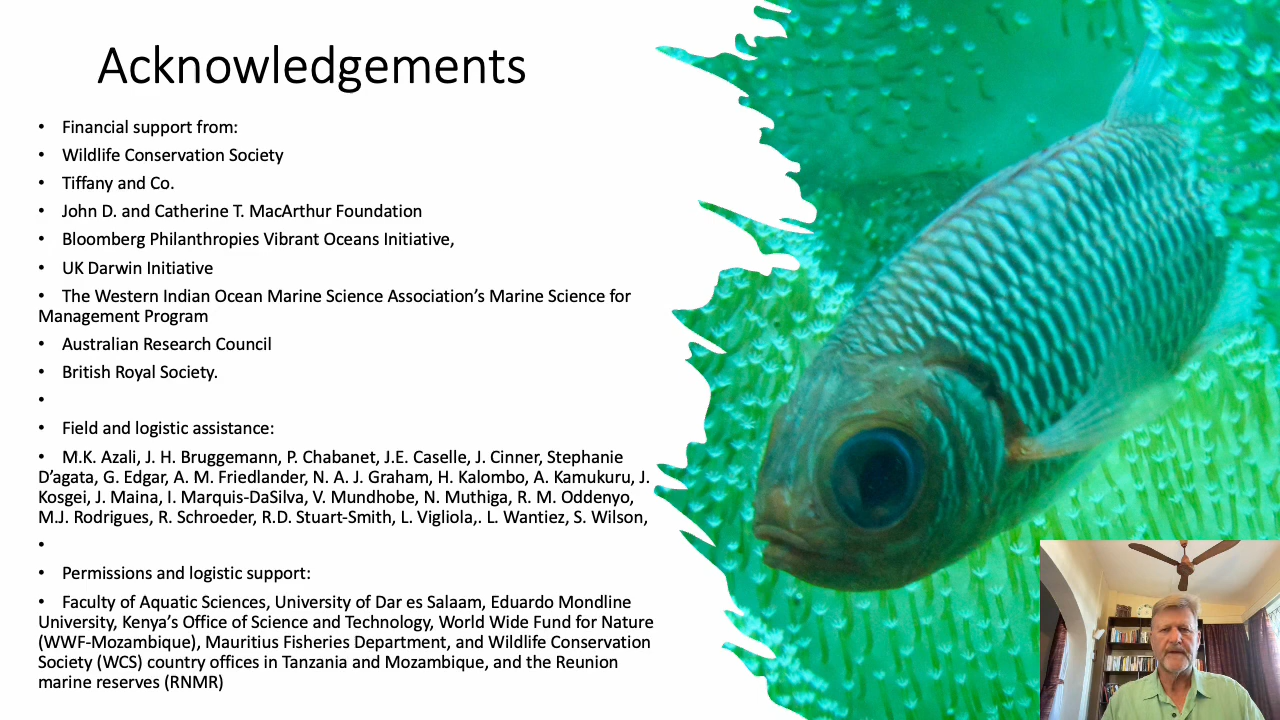 Acknowledgements
• Financial support from:
• Wildlife Conservation Society
• Tiffany and Co.
• John D. and Catherine T. MacArthur Foundation
• Bloomberg Philanthropies Vibrant Oceans Initiative,
• UK Darwin Initiative
• The Western Indian Ocean Marine Science Association’s Marine Science for
Management Program
• Australian Research Council
• British Royal Society.
•
• Field and logistic assistance:
• M.K. Azali, J. H. Bruggemann, P. Chabanet, J.E. Caselle, J. Cinner, Stephanie
D’agata, G. Edgar, A. M. Friedlander, N. A. J. Graham, H. Kalombo, A. Kamukuru, J.
Kosgei, J. Maina, I. Marquis-DaSilva, V. Mundhobe, N. Muthiga, R. M. Oddenyo,
M.J. Rodrigues, R. Schroeder, R.D. Stuart-Smith, L. Vigliola,. L. Wantiez, S. Wilson,
•
• Permissions and logistic support:
• Faculty of Aquatic Sciences, University of Dar es Salaam, Eduardo Mondline
University, Kenya’s Office of Science and Technology, World Wide Fund for Nature
(WWF-Mozambique), Mauritius Fisheries Department, and Wildlife Conservation
Society (WCS) country offices in Tanzania and Mozambique, and the Reunion
marine reserves (RNMR)